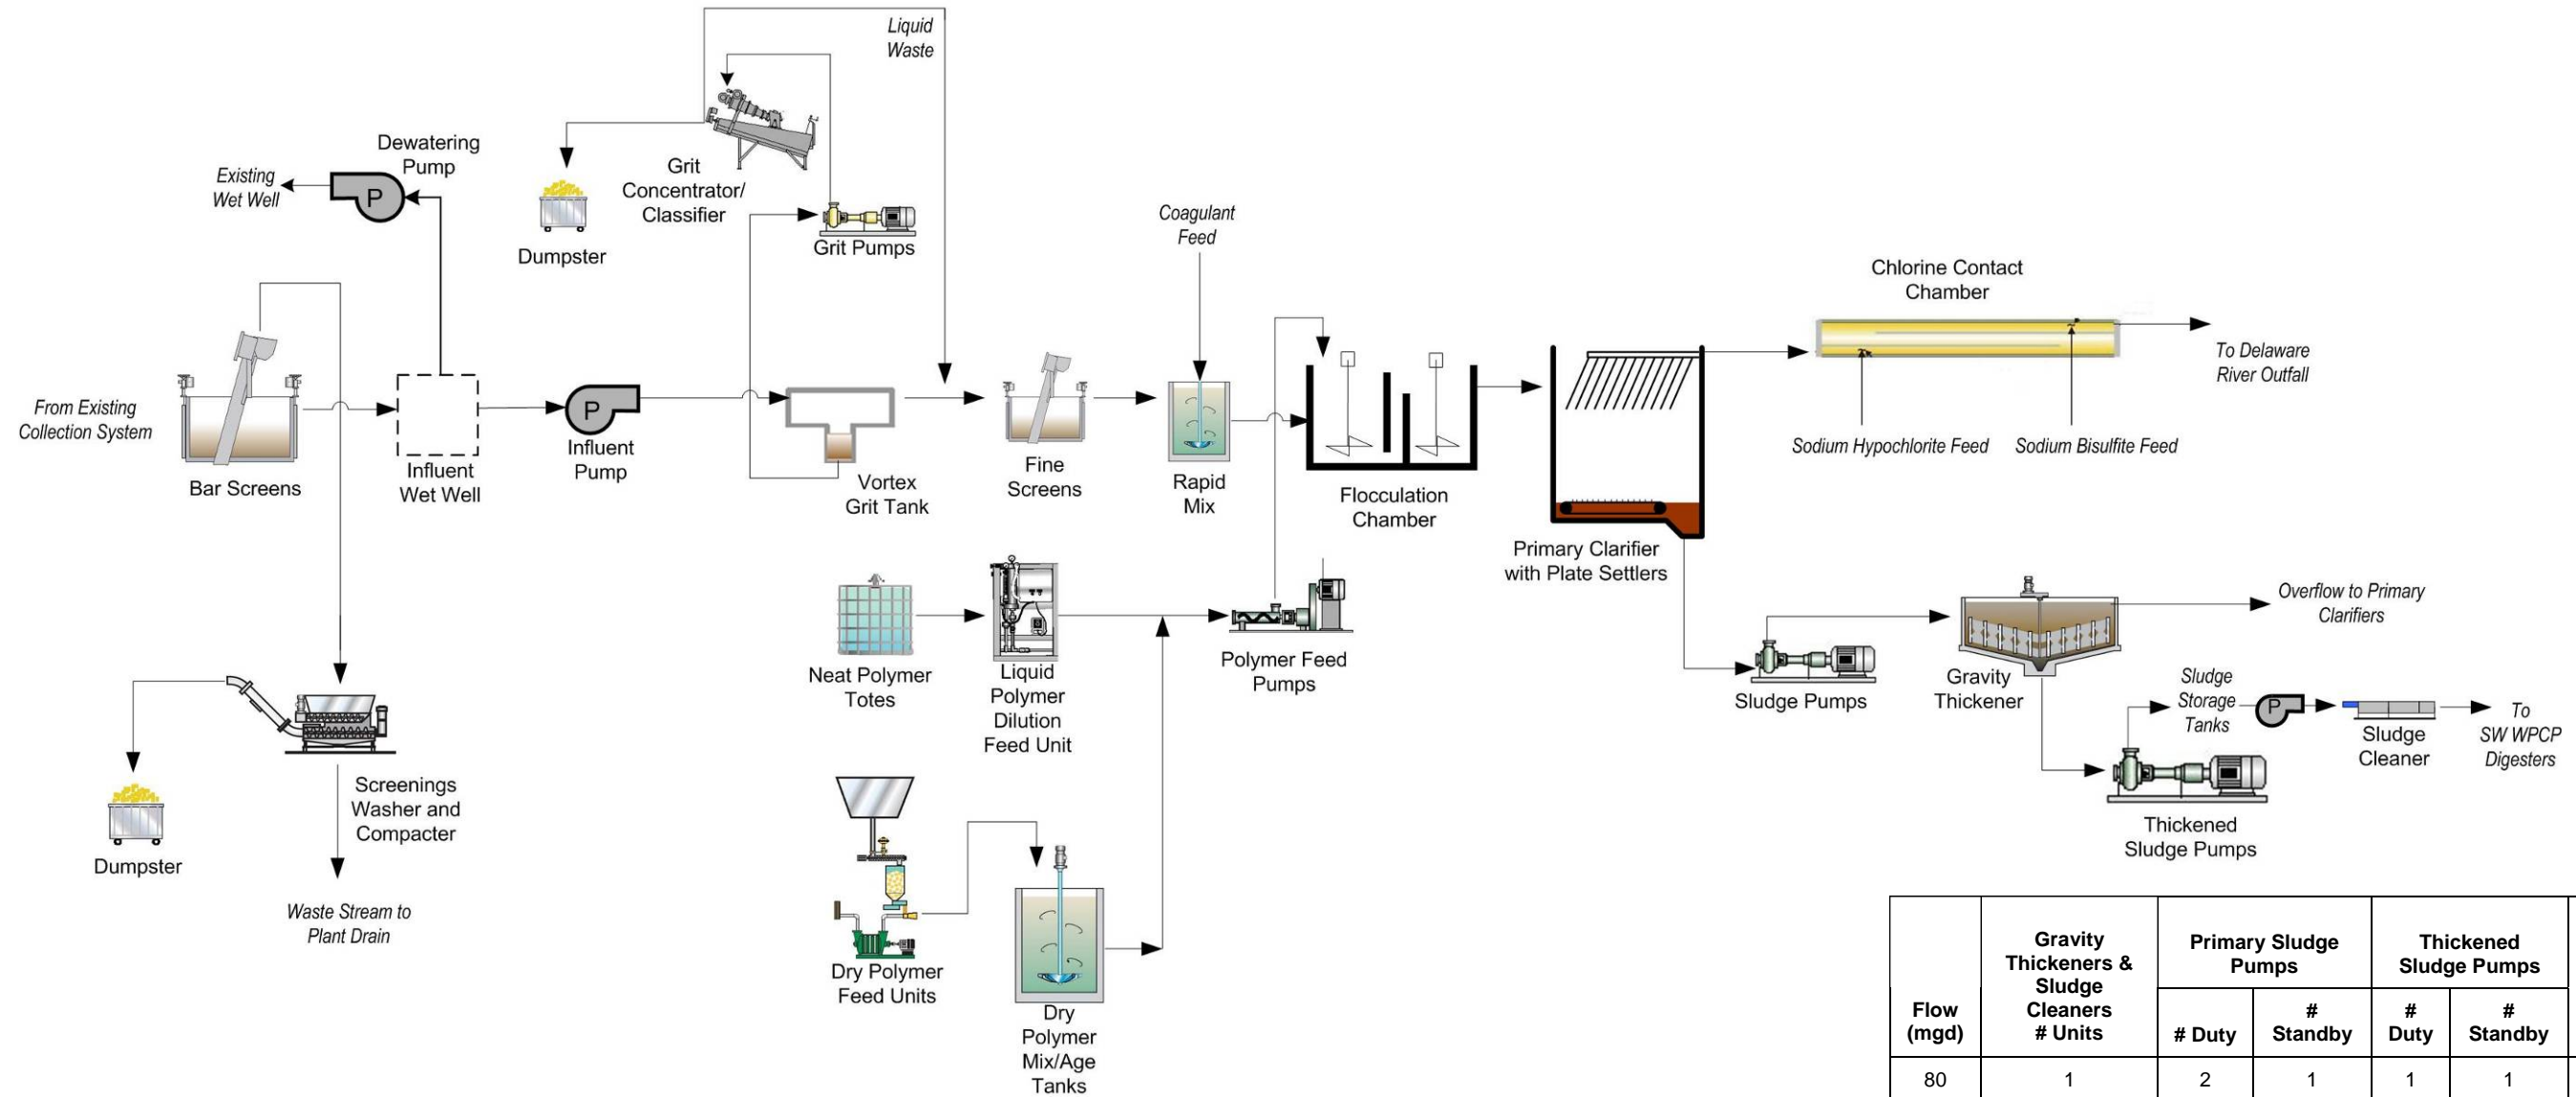 Liquid
Waste
Dewatering
Pump
Existing
Wet Well
P
Grit
Concentrator/
Classifier
Dumpster
Grit Pumps
Coagulant
Feed
Chlorine Contact
Chamber
To Delaware
River Outfall
Sodium Hypochlorite Feed
Sodium Bisulfite Feed
From Existing
Collection System
Bar Screens
Influent
Wet Well
P
Influent
Pump
Vortex
Grit Tank
Fine
Screens
Rapid
Mix
Flocculation
Chamber
Primary Clarifier
with Plate Settlers
Neat Polymer
Totes
Liquid
Polymer
Dilution
Feed Unit
Polymer Feed
Pumps
Sludge Pumps
Gravity
Thickener
Overflow to Primary
Clarifiers
Sludge
Storage
Tanks
P
Sludge
Cleaner
To
SW WPCP
Digesters
Thickened
Sludge Pumps
Screenings
Washer and
Compacter
Dumpster
Waste Stream to
Plant Drain
Dry Polymer
Feed Units
Dry
Polymer
Mix/Age
Tanks
Flow
(mgd)
Gravity
Thickeners &
Sludge
Cleaners
# Units
Primary Sludge
Pumps
Thickened
Sludge Pumps
# Duty
#
Standby
#
Duty
#
Standby
80 1 2 1 1 1